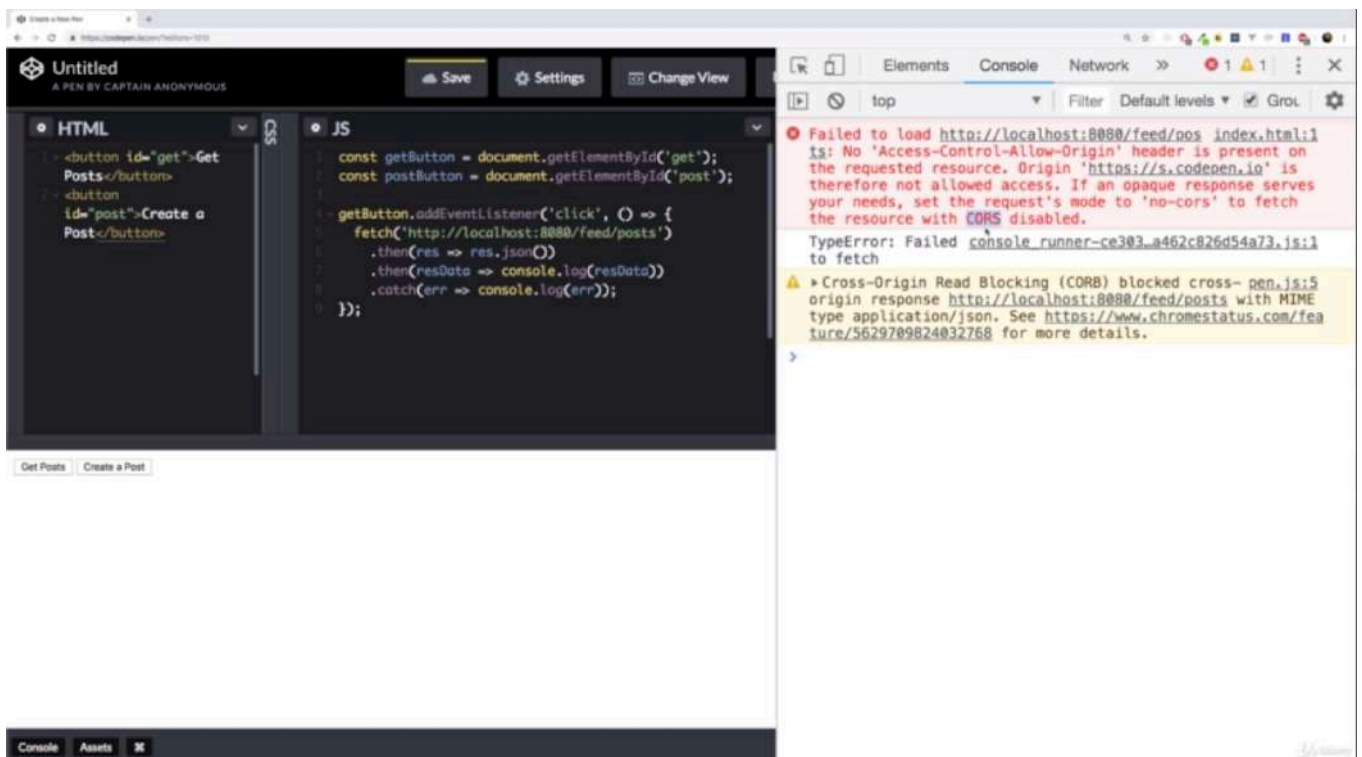 Create a New Pen
Untitled
A PEN BY CAPTAIN ANONYMOUS
Save
Settings
Change View
HTML
<button id="get">Get
Posts</button>
<button
id="post">Create a
Post</button>
CSS
JS
const getButton = document.getElementById('get');
const postButton = document.getElementById('post');
getButton.addEventListener('click', () => {
fetch('http://localhost:8080/feed/posts')
.then(res => res.json())
.then(resData => console.log(resData))
.catch(err => console.log(err));
});
Get Posts Create a Post
Console Assets ⌘
Elements Console Network » 1 1
top Filter Default levels ▼ Grou
Failed to load http://localhost:8080/feed/pos index.html:1
ts: No 'Access-Control-Allow-Origin' header is present on
the requested resource. Origin 'https://s.codepen.io' is
therefore not allowed access. If an opaque response serves
your needs, set the request's mode to 'no-cors' to fetch
the resource with CORS disabled.
TypeError: Failed console_runner-ce303…a462c826d54a73.js:1
to fetch
Cross-Origin Read Blocking (CORB) blocked cross- pen.js:5
origin response http://localhost:8080/feed/posts with MIME
type application/json. See https://www.chromestatus.com/fea
ture/5629709824032768 for more details.